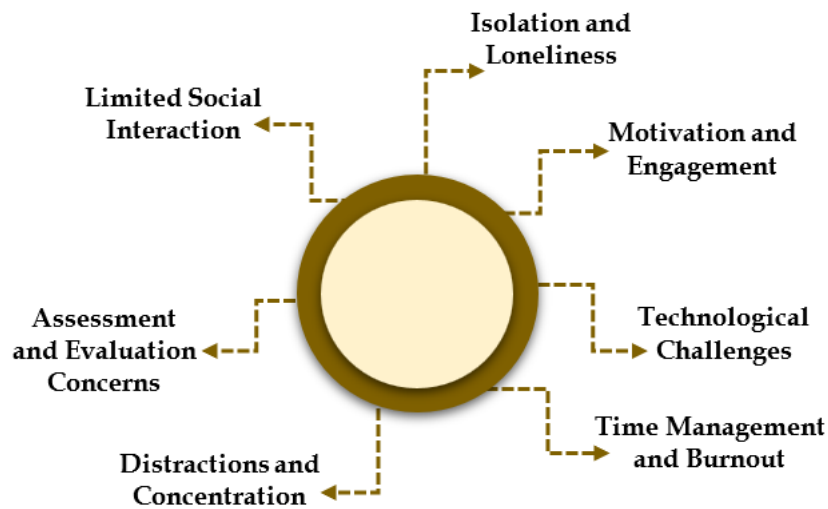 Isolation and
Loneliness
Motivation and
Engagement
Technological
Challenges
Time Management
and Burnout
Distractions and
Concentration
Assessment
and Evaluation
Concerns
Limited Social
Interaction